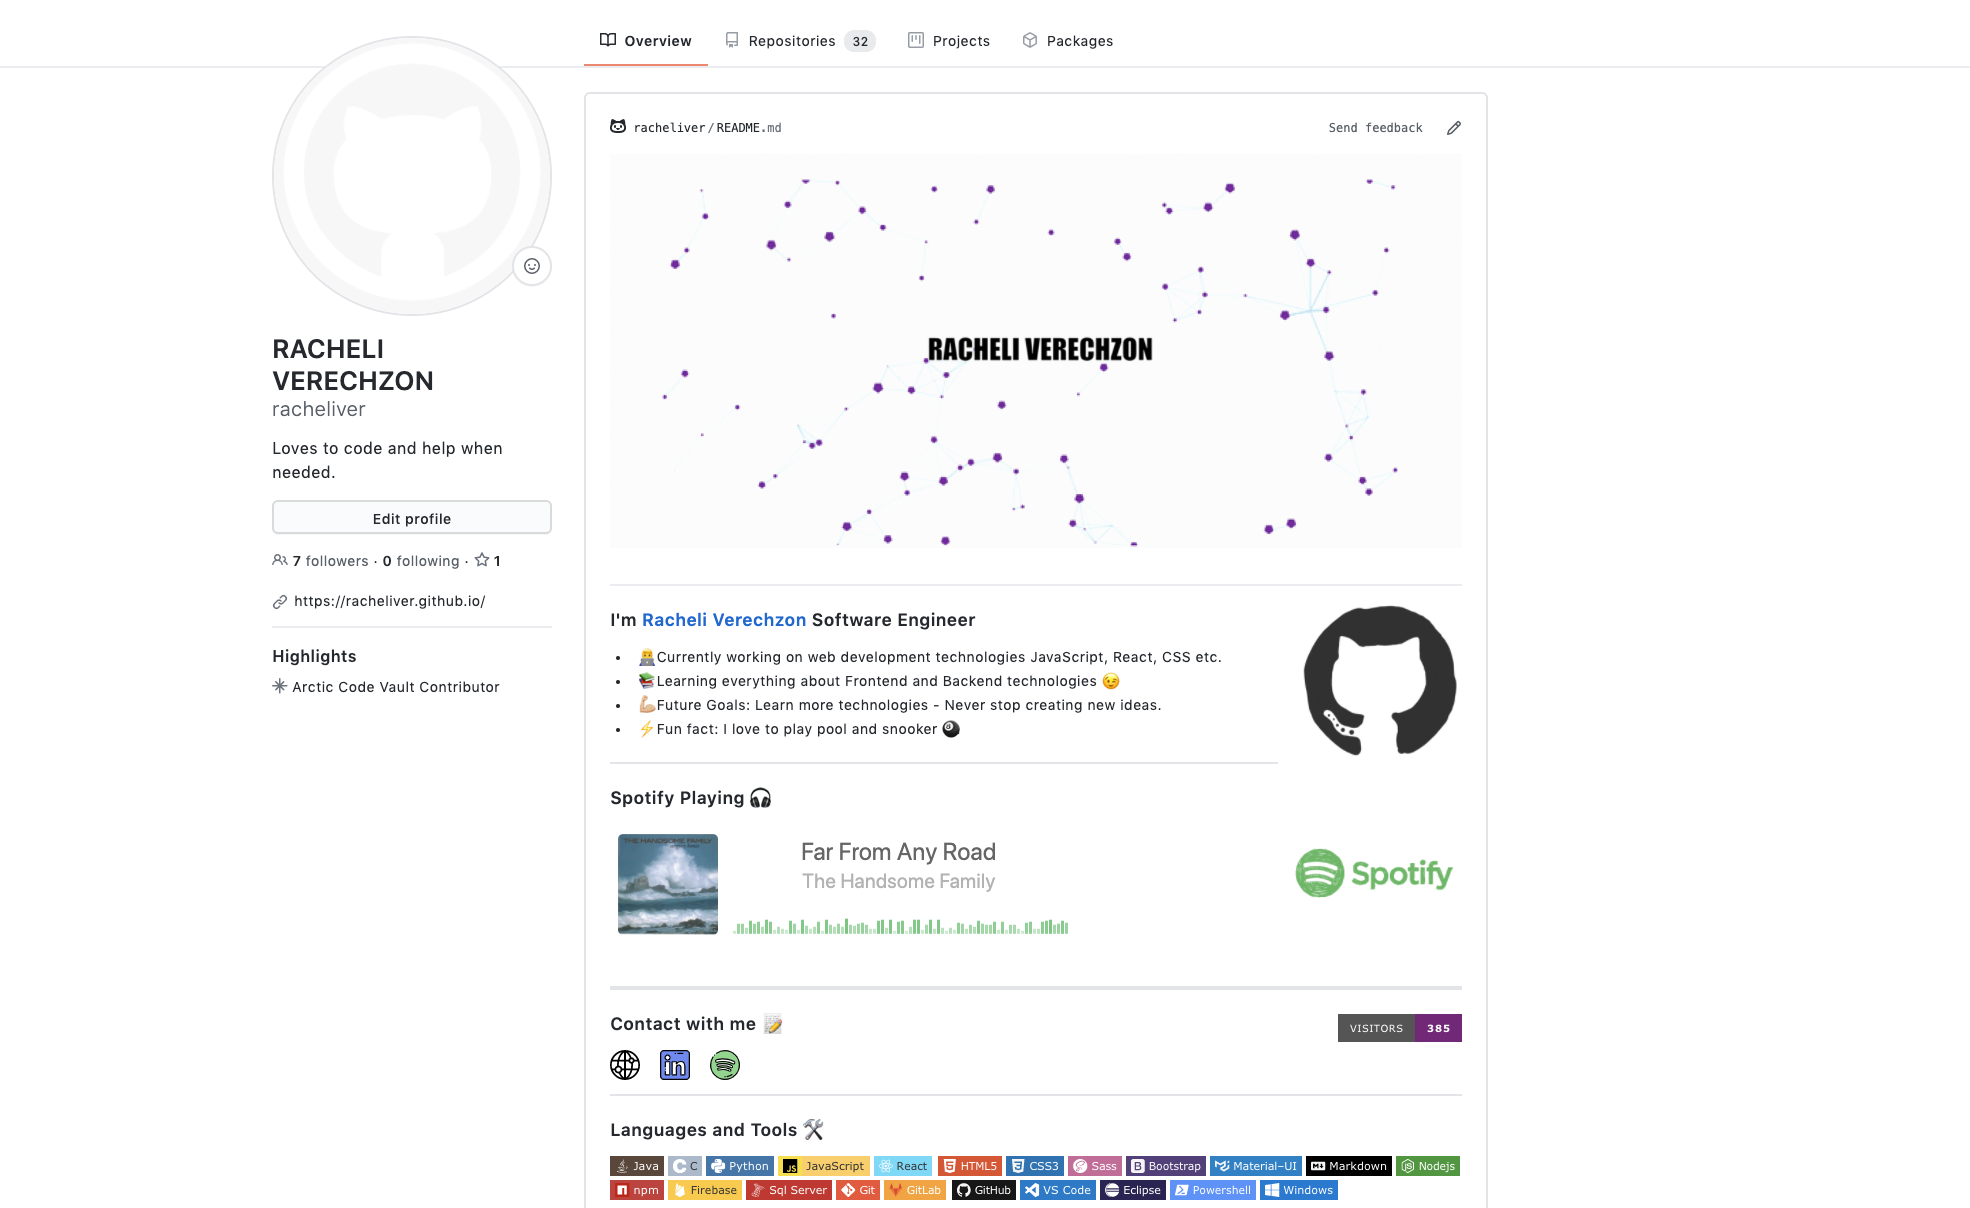 Overview Repositories 32 Projects Packages
RACHELI
VERECHZON
racheliver
Loves to code and help when
needed.
Edit profile
7 followers · 0 following · 1
https://racheliver.github.io/
Highlights
Arctic Code Vault Contributor
racheliver/README.md Send feedback
RACHELI VERECHZON
I'm Racheli Verechzon Software Engineer
Currently working on web development technologies JavaScript, React, CSS etc.
Learning everything about Frontend and Backend technologies 😉
Future Goals: Learn more technologies - Never stop creating new ideas.
⚡Fun fact: I love to play pool and snooker 🎱
Spotify Playing 🎧
THE HANDSOME FAMILY
Far From Any Road
The Handsome Family
Spotify
Contact with me 📝
VISITORS 385
in
Languages and Tools 🛠
Java C Python JS JavaScript React HTML5 CSS3 Sass B Bootstrap Material-UI Markdown Nodejs
npm Firebase Sql Server Git GitLab GitHub VS Code Eclipse Powershell Windows